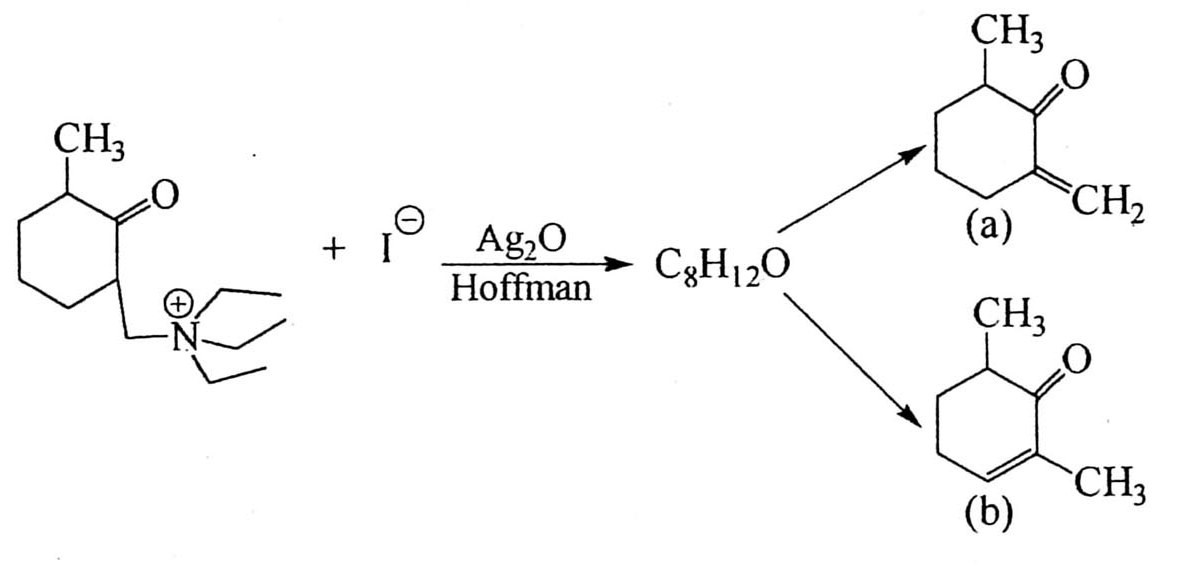 CH₃
O
N
⊕
+ I⊖
Ag₂O
Hoffman
C₈H₁₂O
CH₃
O
CH₂
(a)
CH₃
O
CH₃
(b)